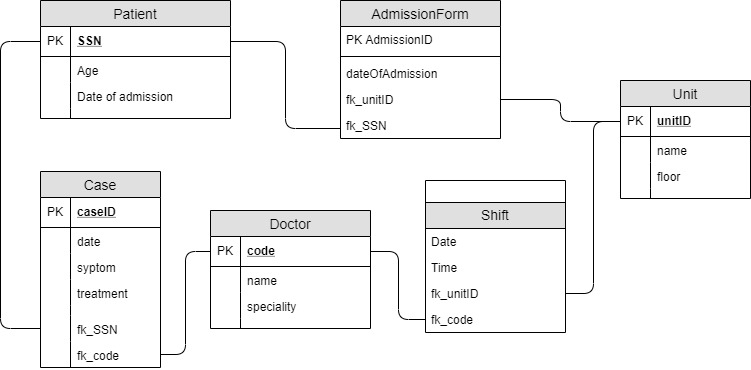 Patient
PK SSN
Age
Date of admission
AdmissionForm
PK AdmissionID
dateOfAdmission
fk_unitID
fk_SSN
Unit
PK unitID
name
floor
Case
PK caseID
date
syptom
treatment
fk_SSN
fk_code
Doctor
PK code
name
speciality
Shift
Date
Time
fk_unitID
fk_code